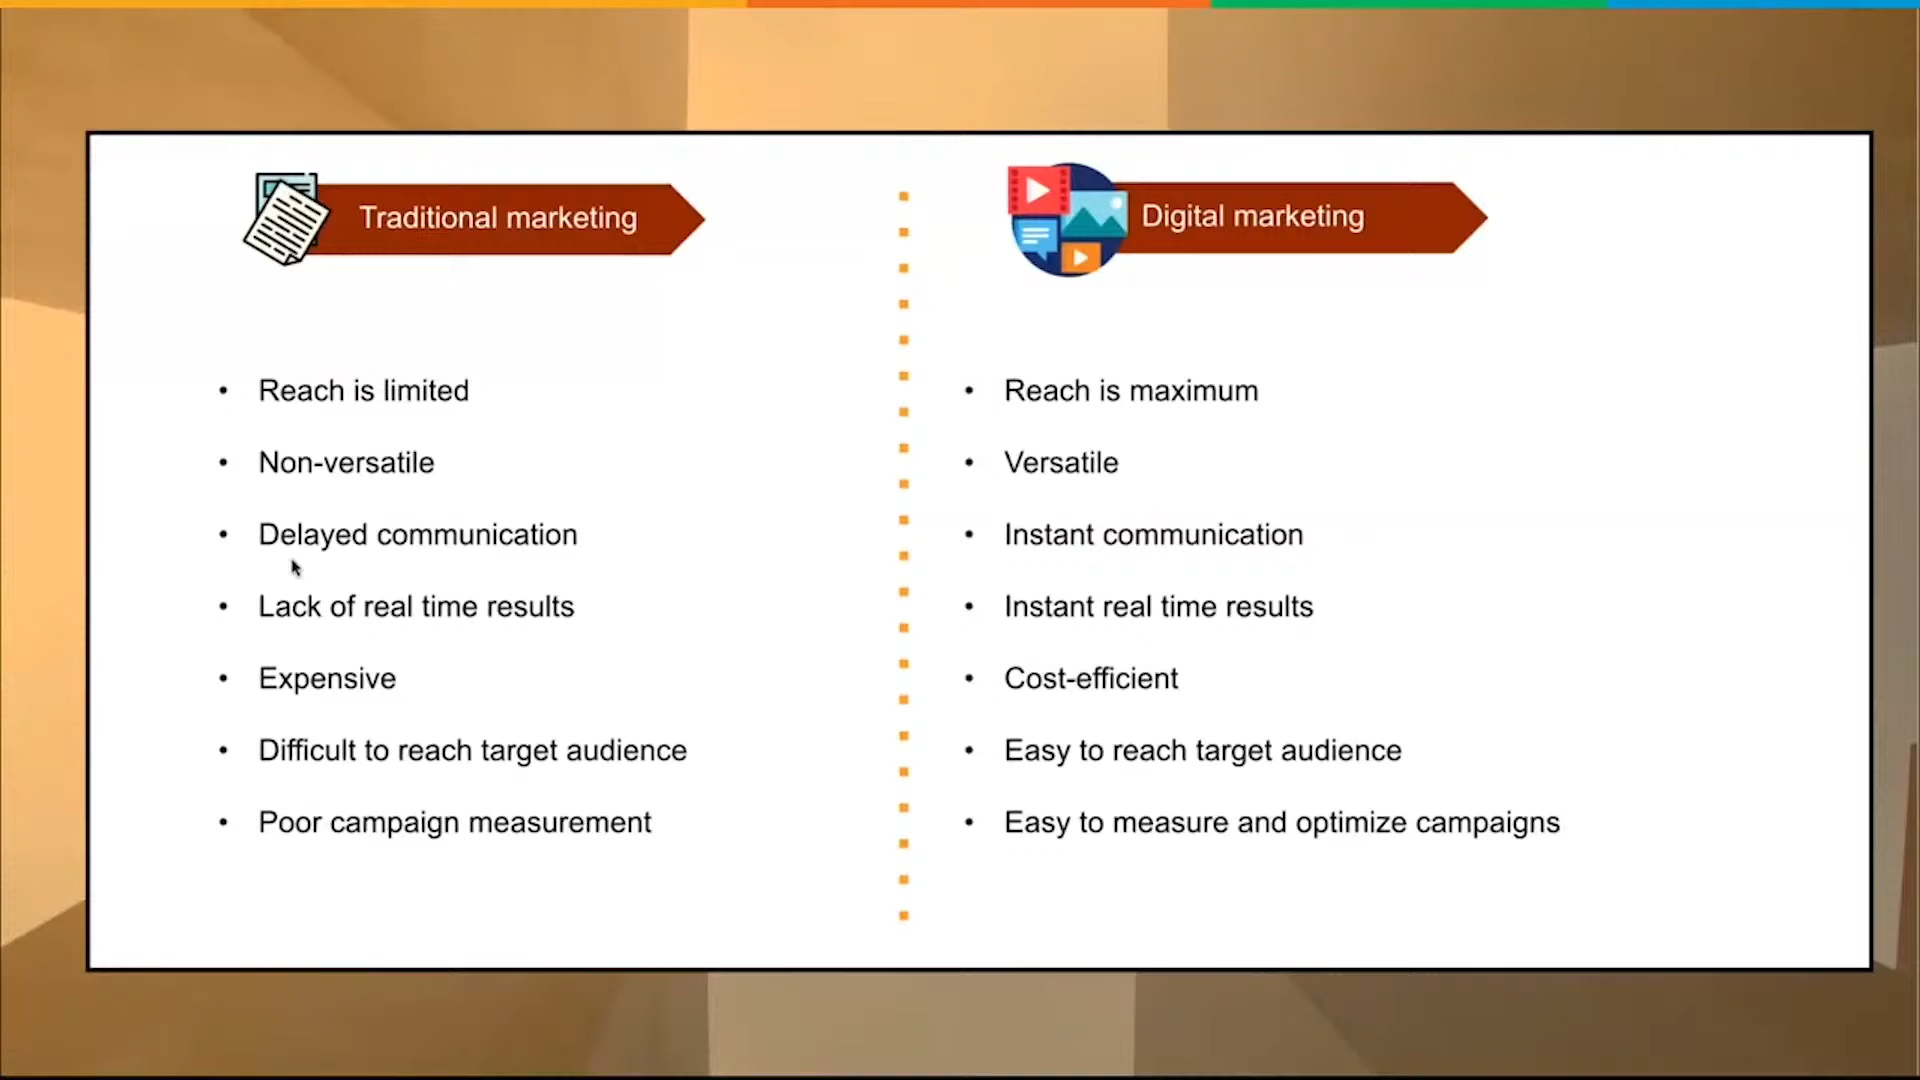 Traditional marketing
Reach is limited
Non-versatile
Delayed communication
Lack of real time results
Expensive
Difficult to reach target audience
Poor campaign measurement
Digital marketing
Reach is maximum
Versatile
Instant communication
Instant real time results
Cost-efficient
Easy to reach target audience
Easy to measure and optimize campaigns